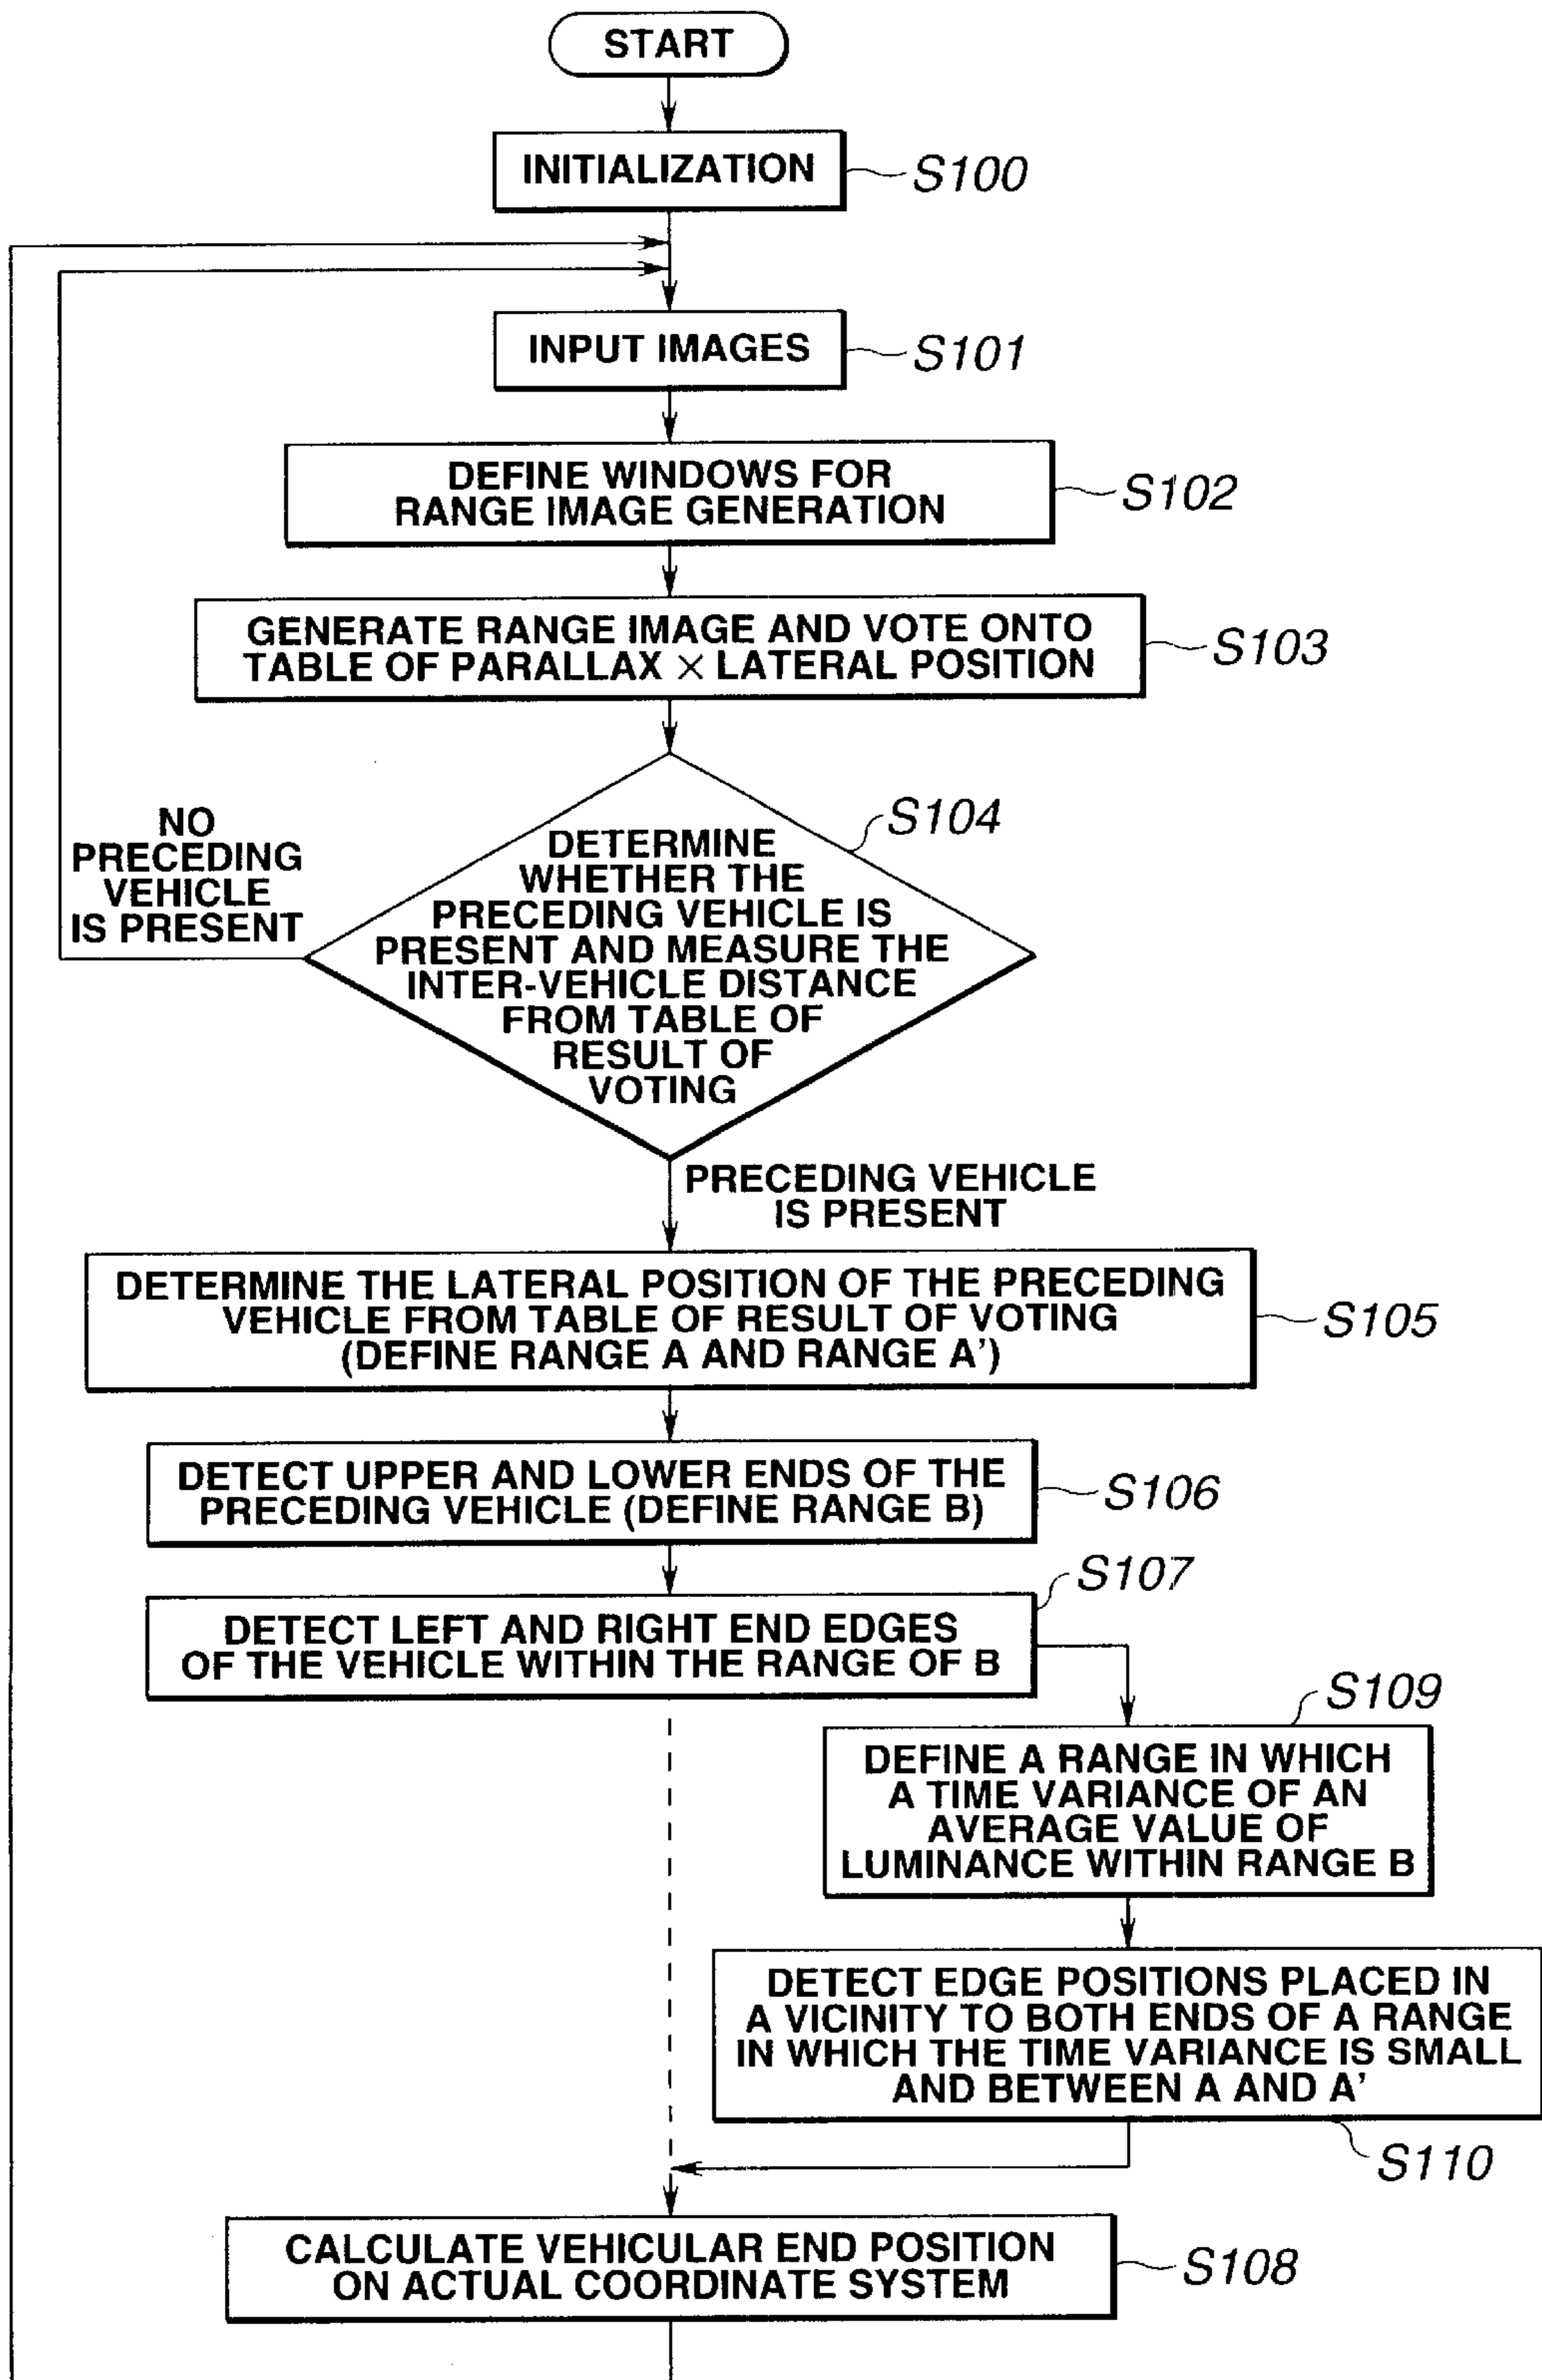 START
INITIALIZATION
S100
INPUT IMAGES
S101
DEFINE WINDOWS FOR
RANGE IMAGE GENERATION
S102
GENERATE RANGE IMAGE AND VOTE ONTO
TABLE OF PARALLAX × LATERAL POSITION
S103
NO
PRECEDING
VEHICLE
IS PRESENT
S104
DETERMINE
WHETHER THE
PRECEDING VEHICLE IS
PRESENT AND MEASURE THE
INTER-VEHICLE DISTANCE
FROM TABLE OF
RESULT OF
VOTING
PRECEDING VEHICLE
IS PRESENT
DETERMINE THE LATERAL POSITION OF THE PRECEDING
VEHICLE FROM TABLE OF RESULT OF VOTING
(DEFINE RANGE A AND RANGE A')
S105
DETECT UPPER AND LOWER ENDS OF THE
PRECEDING VEHICLE (DEFINE RANGE B)
S106
S107
DETECT LEFT AND RIGHT END EDGES
OF THE VEHICLE WITHIN THE RANGE OF B
S109
DEFINE A RANGE IN WHICH
A TIME VARIANCE OF AN
AVERAGE VALUE OF
LUMINANCE WITHIN RANGE B
DETECT EDGE POSITIONS PLACED IN
A VICINITY TO BOTH ENDS OF A RANGE
IN WHICH THE TIME VARIANCE IS SMALL
AND BETWEEN A AND A'
S110
CALCULATE VEHICULAR END POSITION
ON ACTUAL COORDINATE SYSTEM
S108